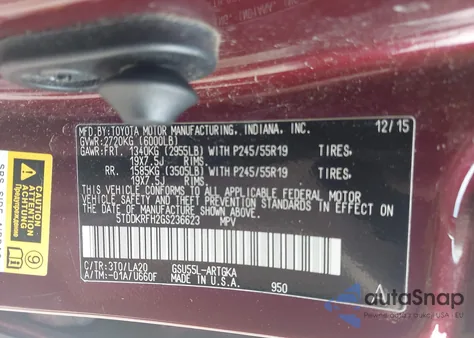 MFD.BY:TOYOTA MOTOR MANUFACTURING, INDIANA, INC. 12/15
GVWR:2720KG (6000LB)
GAWR:FRT. 1340KG (2955LB) WITH P245/55R19 TIRES,
19X7.5J RIMS,
RR. 1585KG (3505LB) WITH P245/55R19 TIRES,
19X7.5J RIMS,
THIS VEHICLE CONFORMS TO ALL APPLICABLE FEDERAL MOTOR
VEHICLE SAFETY AND THEFT PREVENTION STANDARDS IN EFFECT
ON THE DATE OF MANUFACTURE SHOWN ABOVE.
5TDDKRFH2GS236623 MPV
C/TR:3T0/LA20 GSU55L-ARTGKA
A/TM:-01A/U660F MADE IN U.S.A. 950
CAUTION
ATTENTION
ACHTUNG
autoSnap